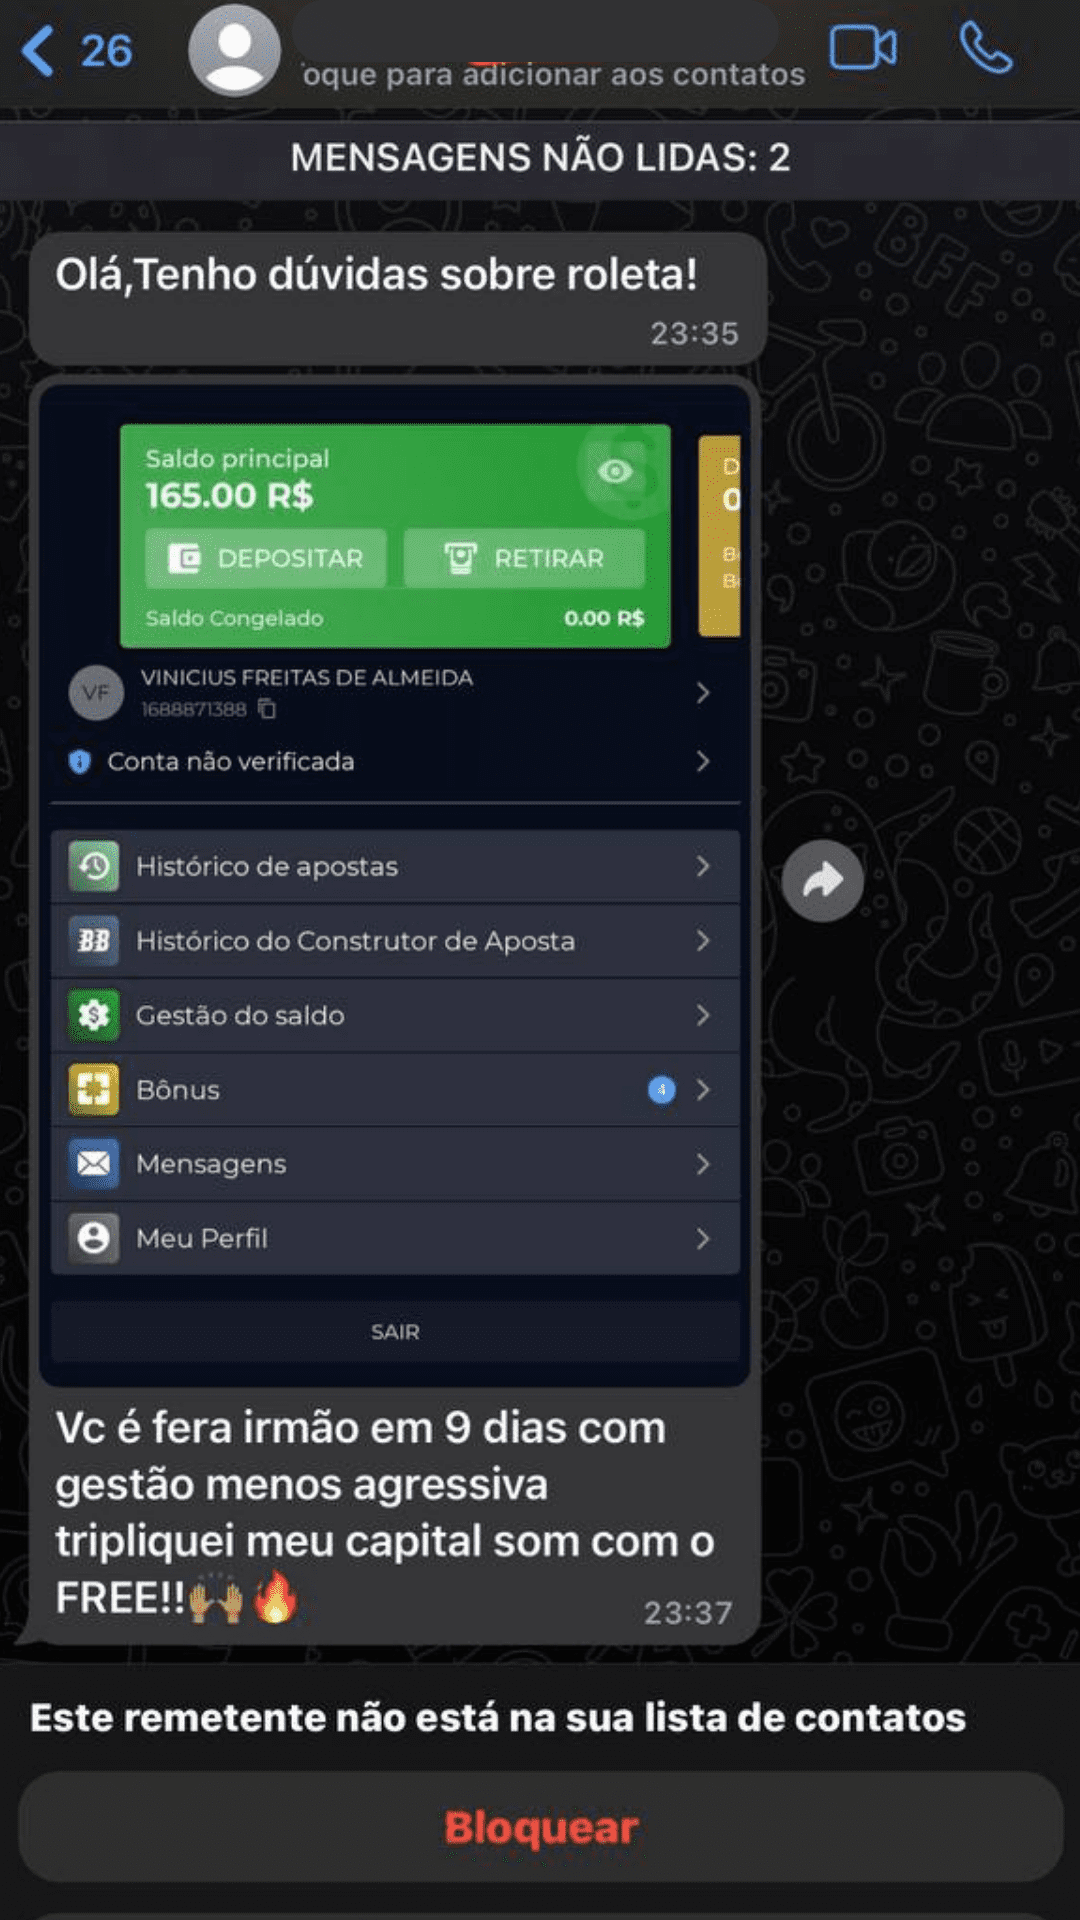 26
oque para adicionar aos contatos
MENSAGENS NÃO LIDAS: 2
Olá,Tenho dúvidas sobre roleta!
23:35
Saldo principal
165.00 R$
DEPOSITAR
RETIRAR
Saldo Congelado 0.00 R$
D
0
B
B
VF
VINICIUS FREITAS DE ALMEIDA
1688871388
Conta não verificada
Histórico de apostas
BB Histórico do Construtor de Aposta
Gestão do saldo
Bônus 4
Mensagens
Meu Perfil
SAIR
Vc é fera irmão em 9 dias com
gestão menos agressiva
tripliquei meu capital som com o
FREE!!🙌🏽🔥
23:37
Este remetente não está na sua lista de contatos
Bloquear